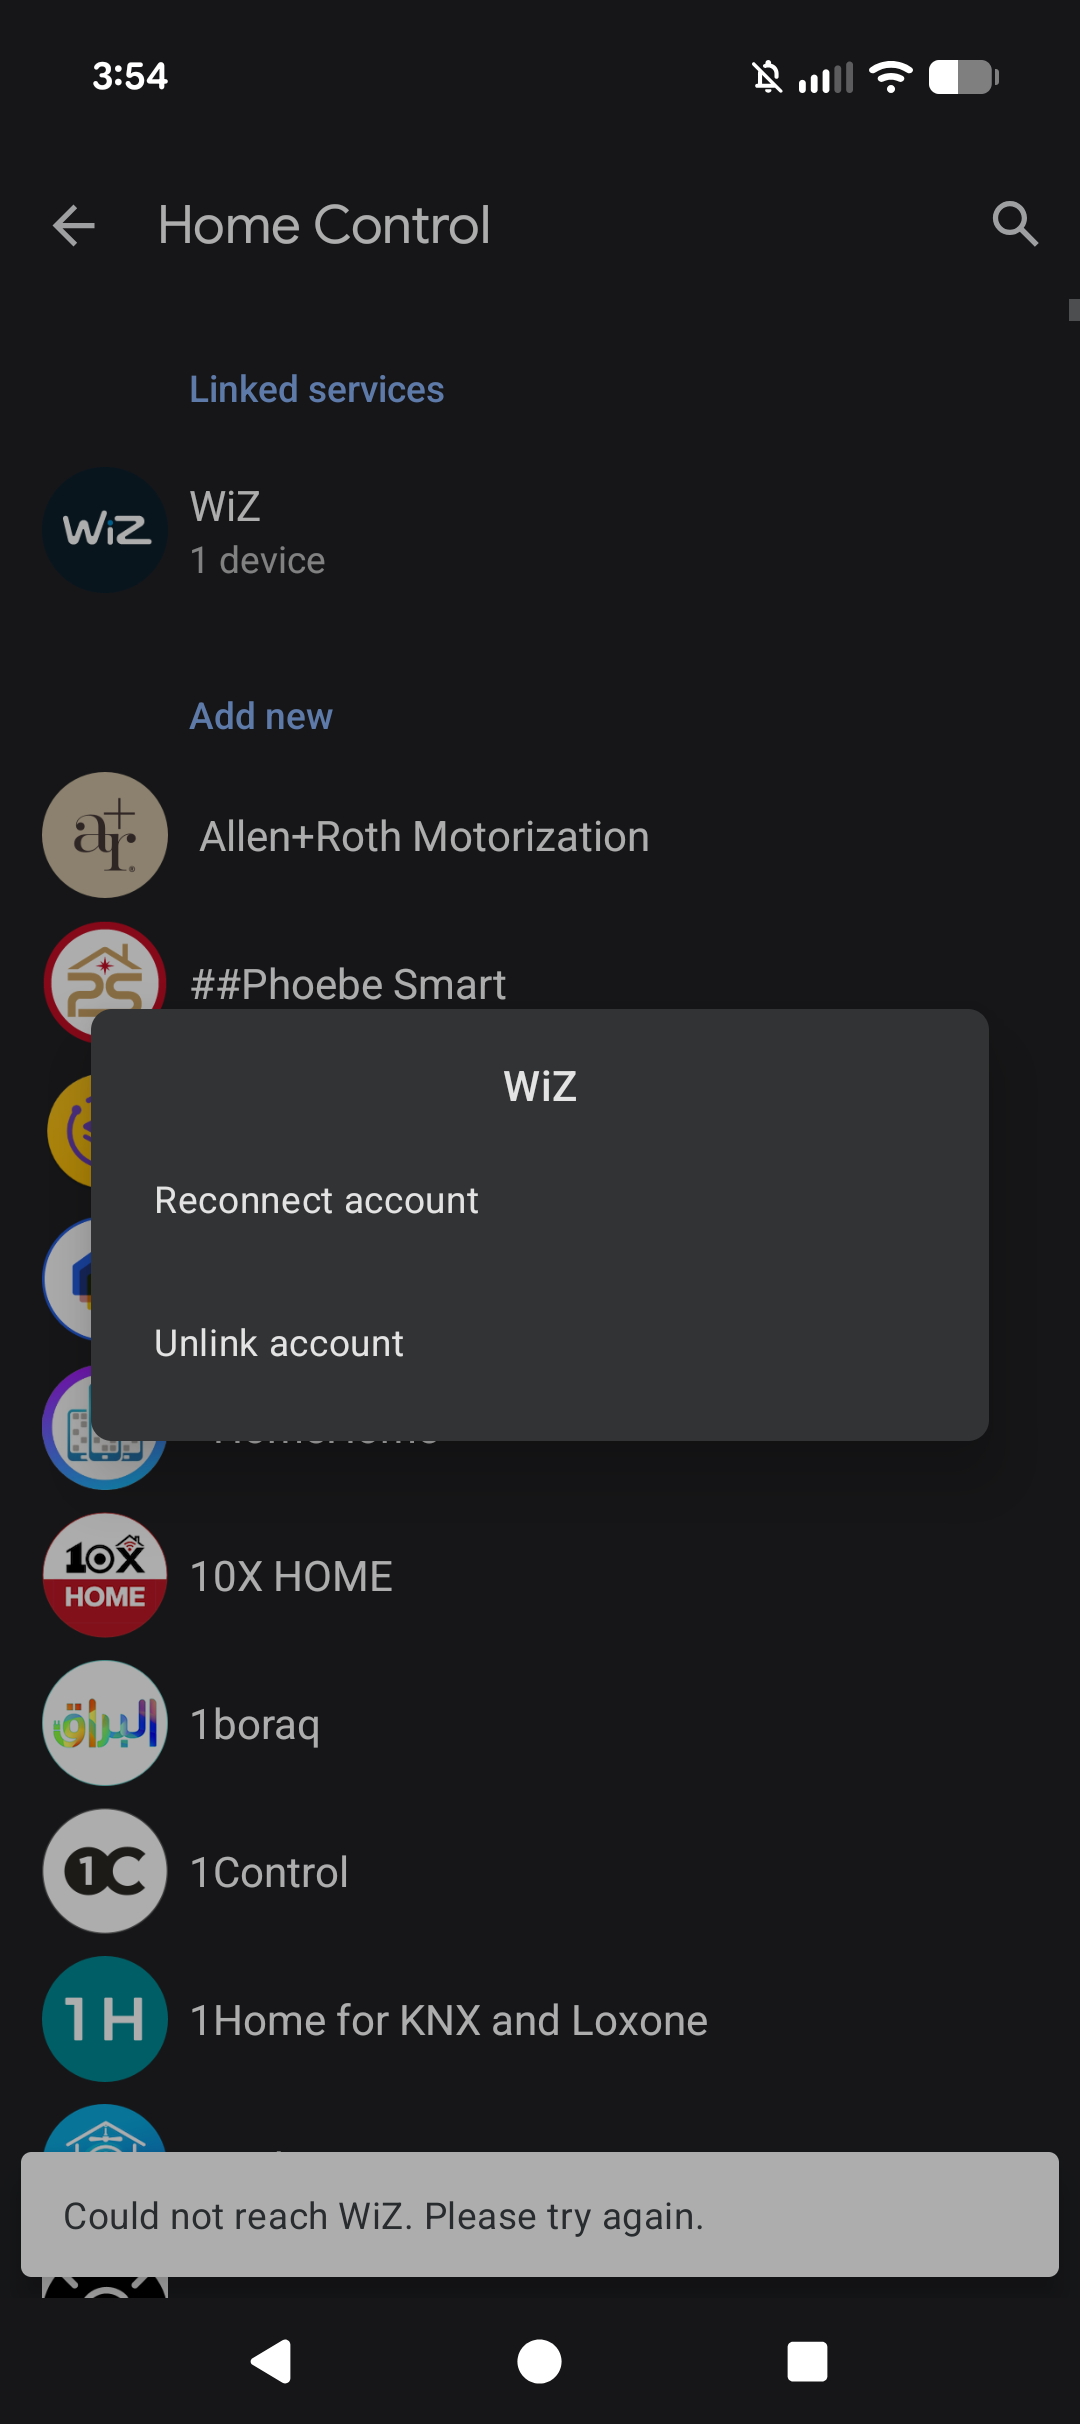 3:54
Home Control
Linked services
WiZ
WiZ
1 device
Add new
a+r
Allen+Roth Motorization
PS
##Phoebe Smart
WiZ
Reconnect account
Unlink account
10X
HOME
10X HOME
البراق
1boraq
1C
1Control
1H
1Home for KNX and Loxone
Could not reach WiZ. Please try again.